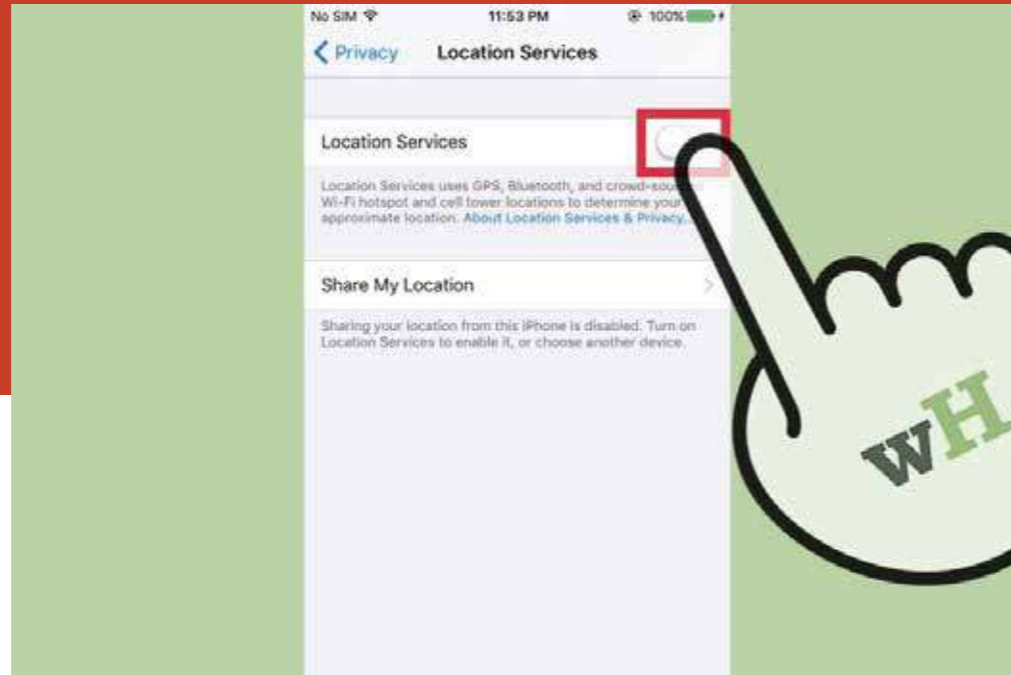 No SIM 11:53 PM 100%
Privacy Location Services
Location Services
Location Services uses GPS, Bluetooth, and crowd-sour
Wi-Fi hotspot and cell tower locations to determine your
approximate location. About Location Services & Privacy...
Share My Location
Sharing your location from this iPhone is disabled. Turn on
Location Services to enable it, or choose another device.
wH